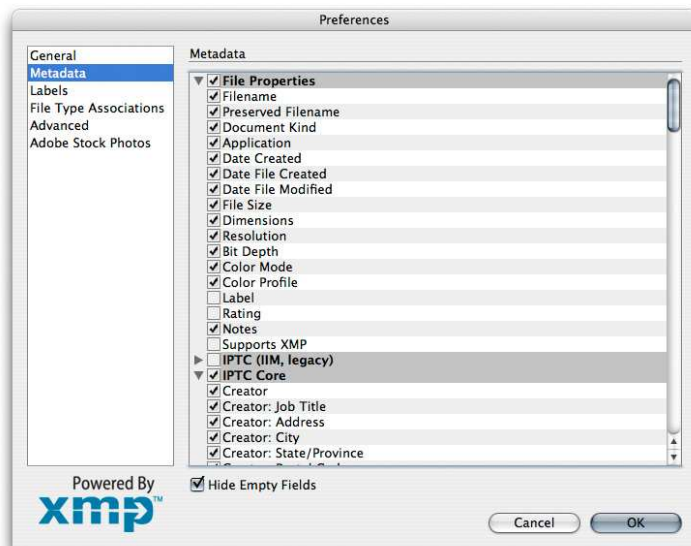 Preferences
General
Metadata
Labels
File Type Associations
Advanced
Adobe Stock Photos
Metadata
File Properties
Filename
Preserved Filename
Document Kind
Application
Date Created
Date File Created
Date File Modified
File Size
Dimensions
Resolution
Bit Depth
Color Mode
Color Profile
Label
Rating
Notes
Supports XMP
IPTC (IIM, legacy)
IPTC Core
Creator
Creator: Job Title
Creator: Address
Creator: City
Creator: State/Province
Powered By
xmp™
Hide Empty Fields
Cancel
OK